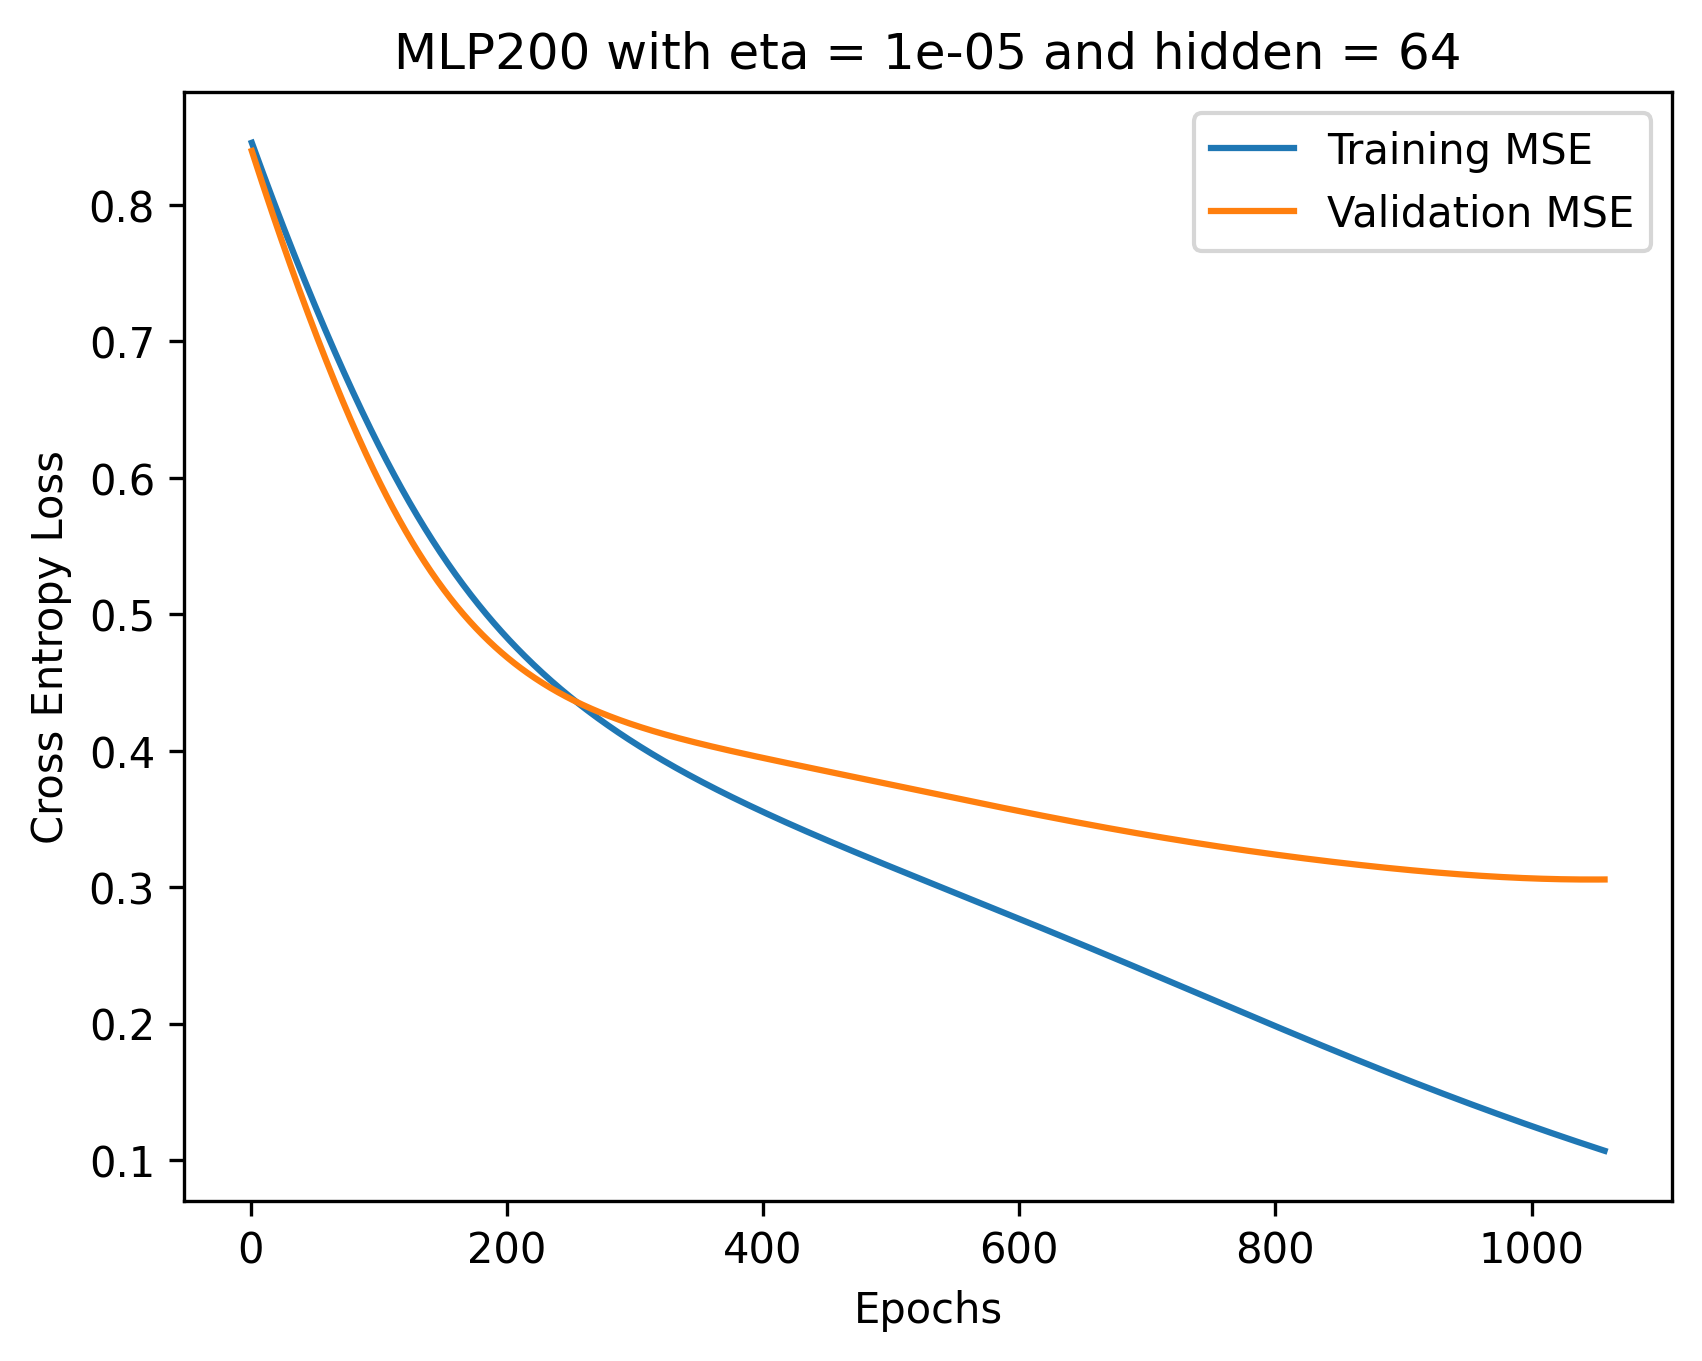 MLP200 with eta = 1e-05 and hidden = 64
Training MSE
Validation MSE
Cross Entropy Loss
0.8
0.7
0.6
0.5
0.4
0.3
0.2
0.1
0 200 400 600 800 1000
Epochs